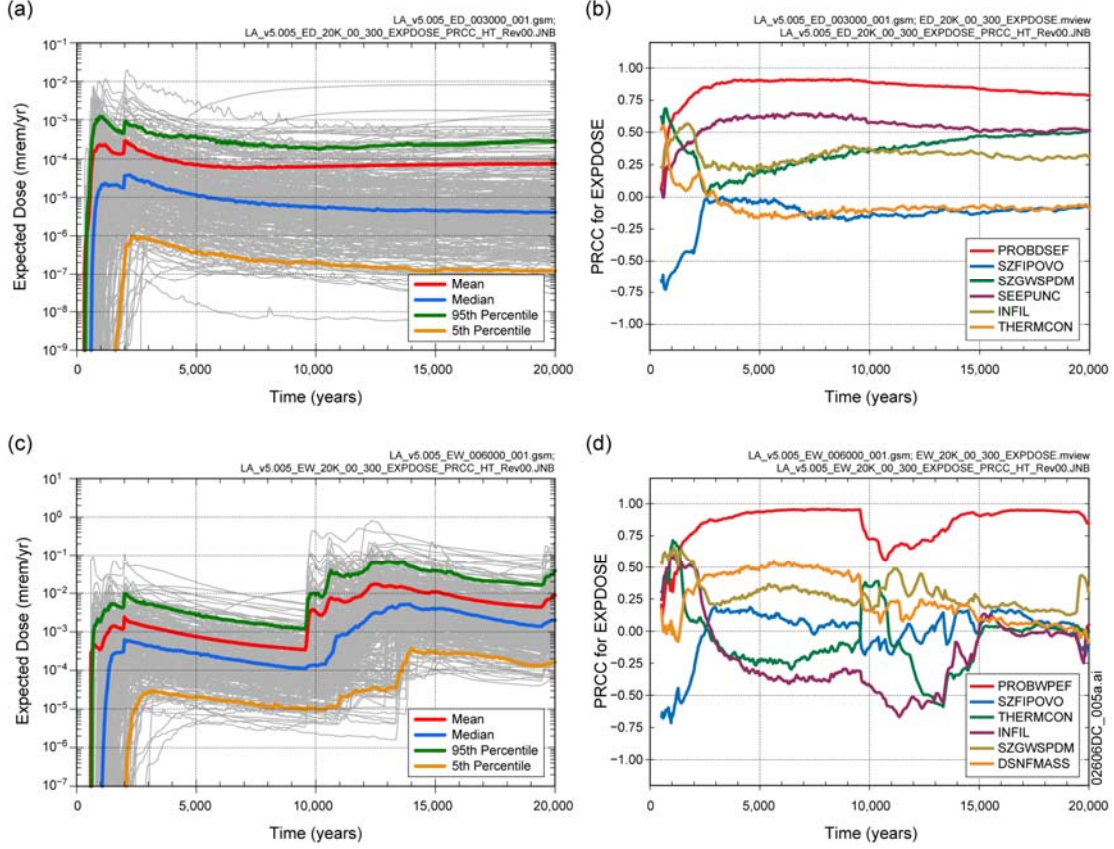 (a)
LA_v5.005_ED_003000_001.gsm;
LA_v5.005_ED_20K_00_300_EXPDOSE_PRCC_HT_Rev00.JNB
Expected Dose (mrem/yr)
10⁻¹
10⁻²
10⁻³
10⁻⁴
10⁻⁵
10⁻⁶
10⁻⁷
10⁻⁸
10⁻⁹
Mean
Median
95th Percentile
5th Percentile
0 5,000 10,000 15,000 20,000
Time (years)
(b)
LA_v5.005_ED_003000_001.gsm; ED_20K_00_300_EXPDOSE.mview
LA_v5.005_ED_20K_00_300_EXPDOSE_PRCC_HT_Rev00.JNB
PRCC for EXPDOSE
1.00
0.75
0.50
0.25
0.00
−0.25
−0.50
−0.75
−1.00
PROBDSEF
SZFIPOVO
SZGWSPDM
SEEPUNC
INFIL
THERMCON
0 5,000 10,000 15,000 20,000
Time (years)
(c)
LA_v5.005_EW_006000_001.gsm;
LA_v5.005_EW_20K_00_300_EXPDOSE_PRCC_HT_Rev00.JNB
Expected Dose (mrem/yr)
10¹
10⁰
10⁻¹
10⁻²
10⁻³
10⁻⁴
10⁻⁵
10⁻⁶
10⁻⁷
Mean
Median
95th Percentile
5th Percentile
0 5,000 10,000 15,000 20,000
Time (years)
(d)
LA_v5.005_EW_006000_001.gsm; EW_20K_00_300_EXPDOSE.mview
LA_v5.005_EW_20K_00_300_EXPDOSE_PRCC_HT_Rev00.JNB
PRCC for EXPDOSE
1.00
0.75
0.50
0.25
0.00
−0.25
−0.50
−0.75
−1.00
PROBWPEF
SZFIPOVO
THERMCON
INFIL
SZGWSPDM
DSNFMASS
0 5,000 10,000 15,000 20,000
Time (years)
02606DC_005a.ai